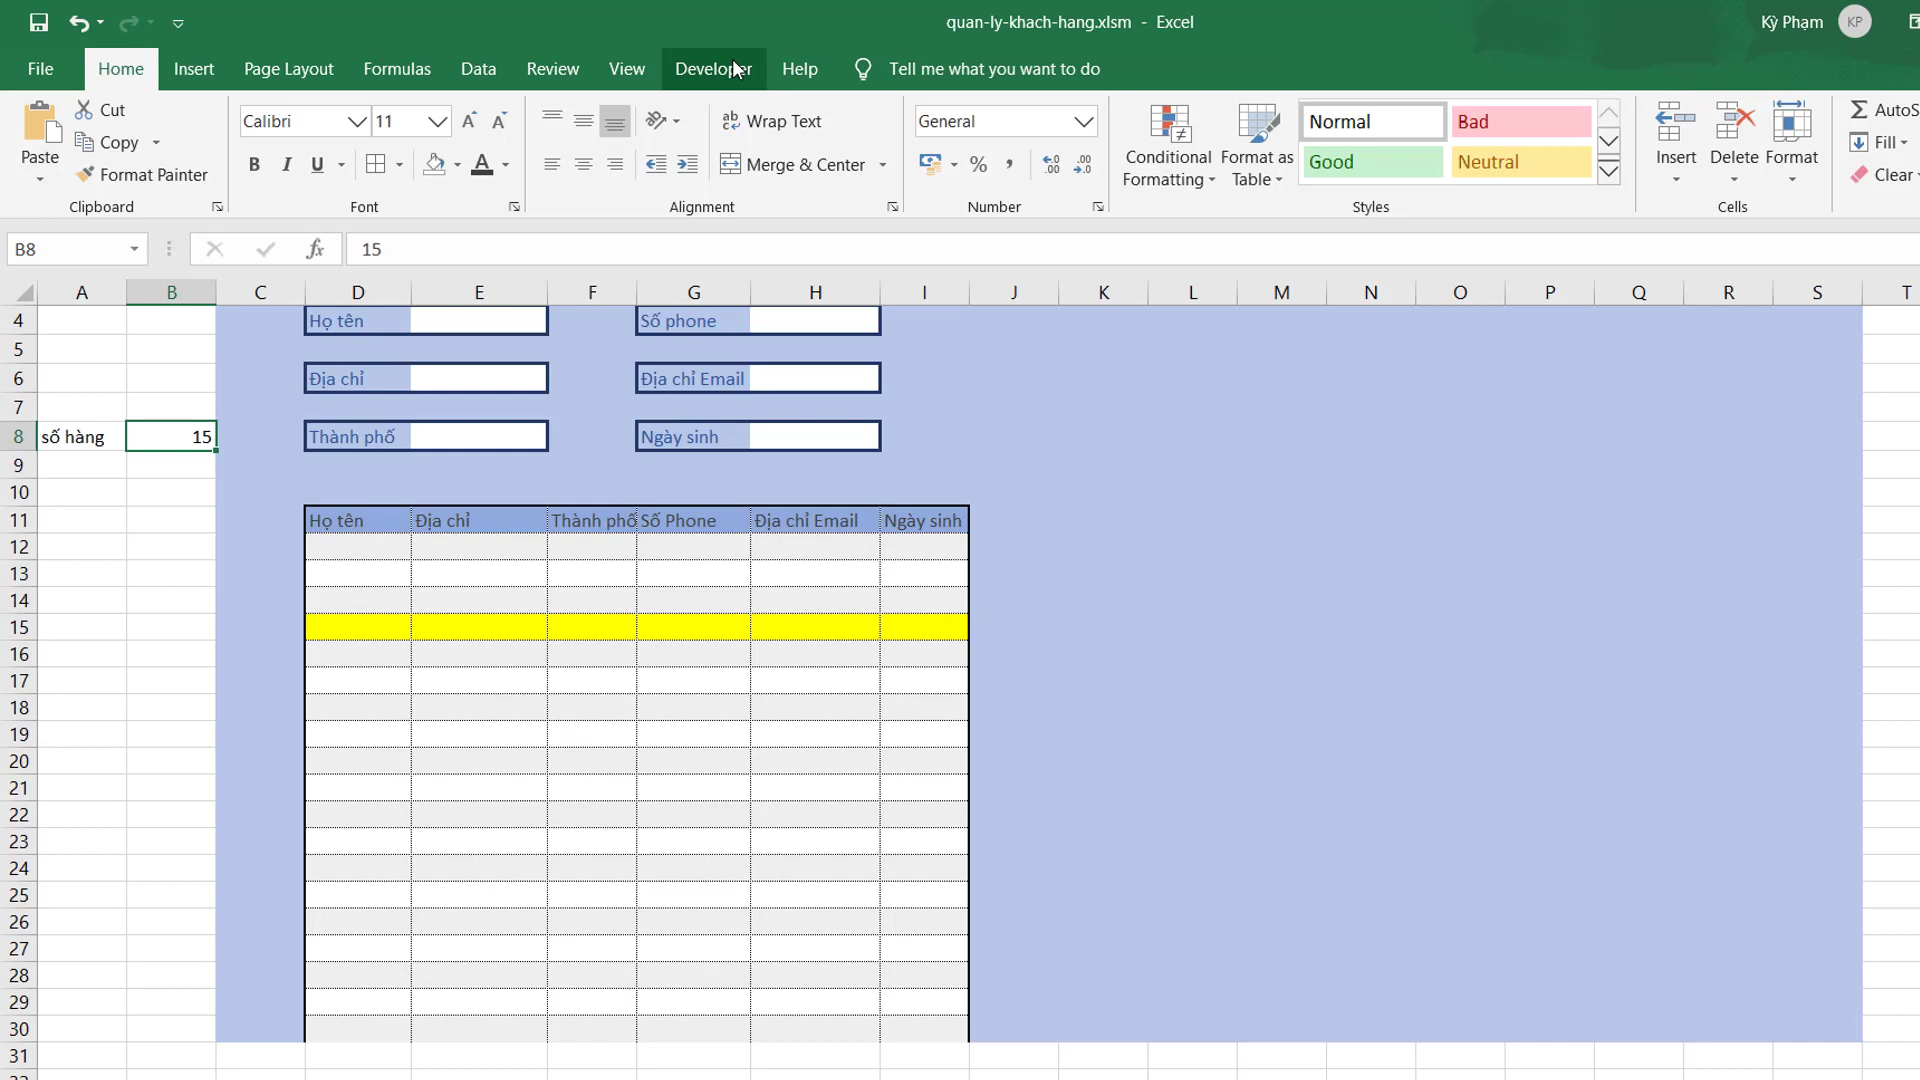 quan-ly-khach-hang.xlsm - Excel
Kỳ Phạm
KP
File Home Insert Page Layout Formulas Data Review View Developer Help Tell me what you want to do
Paste
Cut
Copy
Format Painter
Clipboard
Calibri 11
B I U A
Font
Wrap Text
Merge & Center
Alignment
General
%
Number
Conditional Formatting
Format as Table
Normal Bad
Good Neutral
Styles
Insert Delete Format
Cells
AutoS
Fill
Clear
B8 fx 15
A B C D E F G H I J K L M N O P Q R S T
4 Họ tên Số phone
5
6 Địa chỉ Địa chỉ Email
7
8 số hàng 15 Thành phố Ngày sinh
9
10
11 Họ tên Địa chỉ Thành phố Số Phone Địa chỉ Email Ngày sinh
12
13
14
15
16
17
18
19
20
21
22
23
24
25
26
27
28
29
30
31